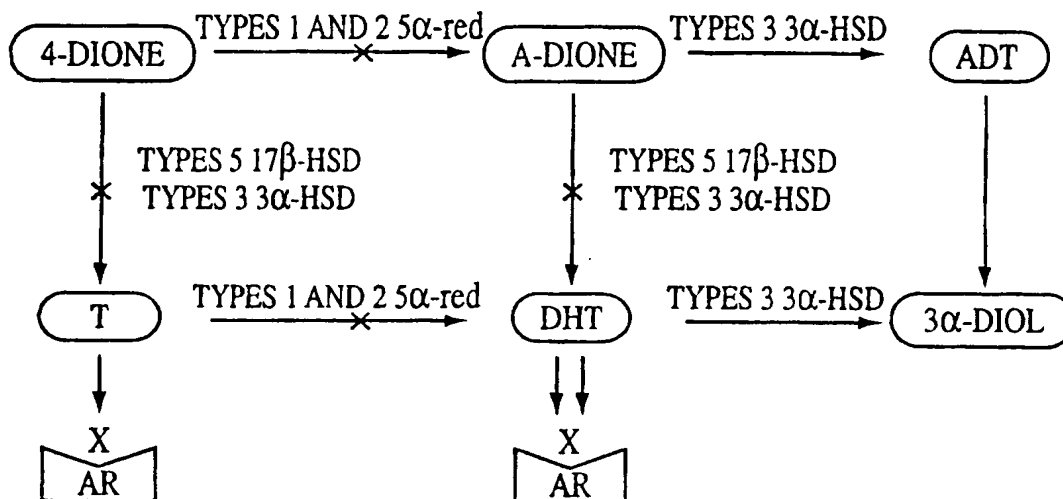 TYPES 1 AND 2 5α-red
TYPES 3 3α-HSD
4-DIONE
A-DIONE
ADT
TYPES 5 17β-HSD
TYPES 3 3α-HSD
TYPES 5 17β-HSD
TYPES 3 3α-HSD
TYPES 1 AND 2 5α-red
TYPES 3 3α-HSD
T
DHT
3α-DIOL
X
X
AR
AR